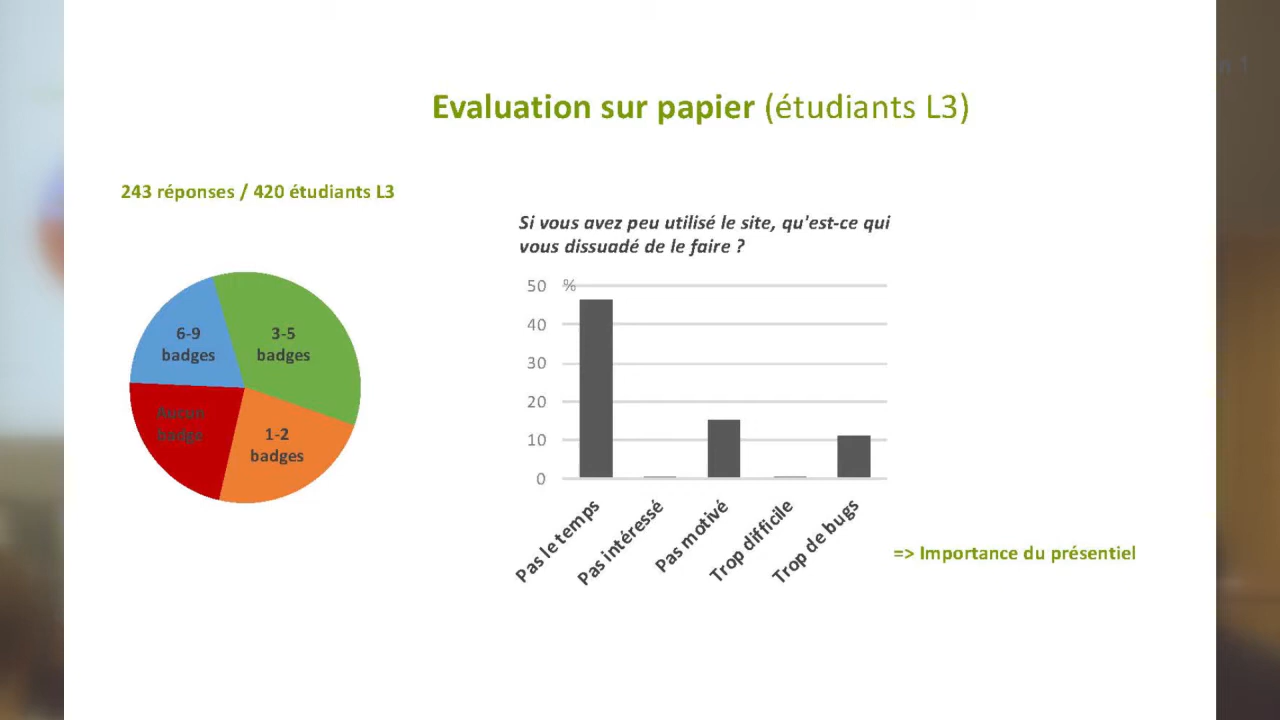 Evaluation sur papier (étudiants L3)
243 réponses / 420 étudiants L3
Si vous avez peu utilisé le site, qu'est-ce qui
vous dissuadé de le faire ?
6-9
badges
3-5
badges
Aucun
badge
1-2
badges
50 %
40
30
20
10
0
Pas le temps
Pas intéressé
Pas motivé
Trop difficile
Trop de bugs
=> Importance du présentiel